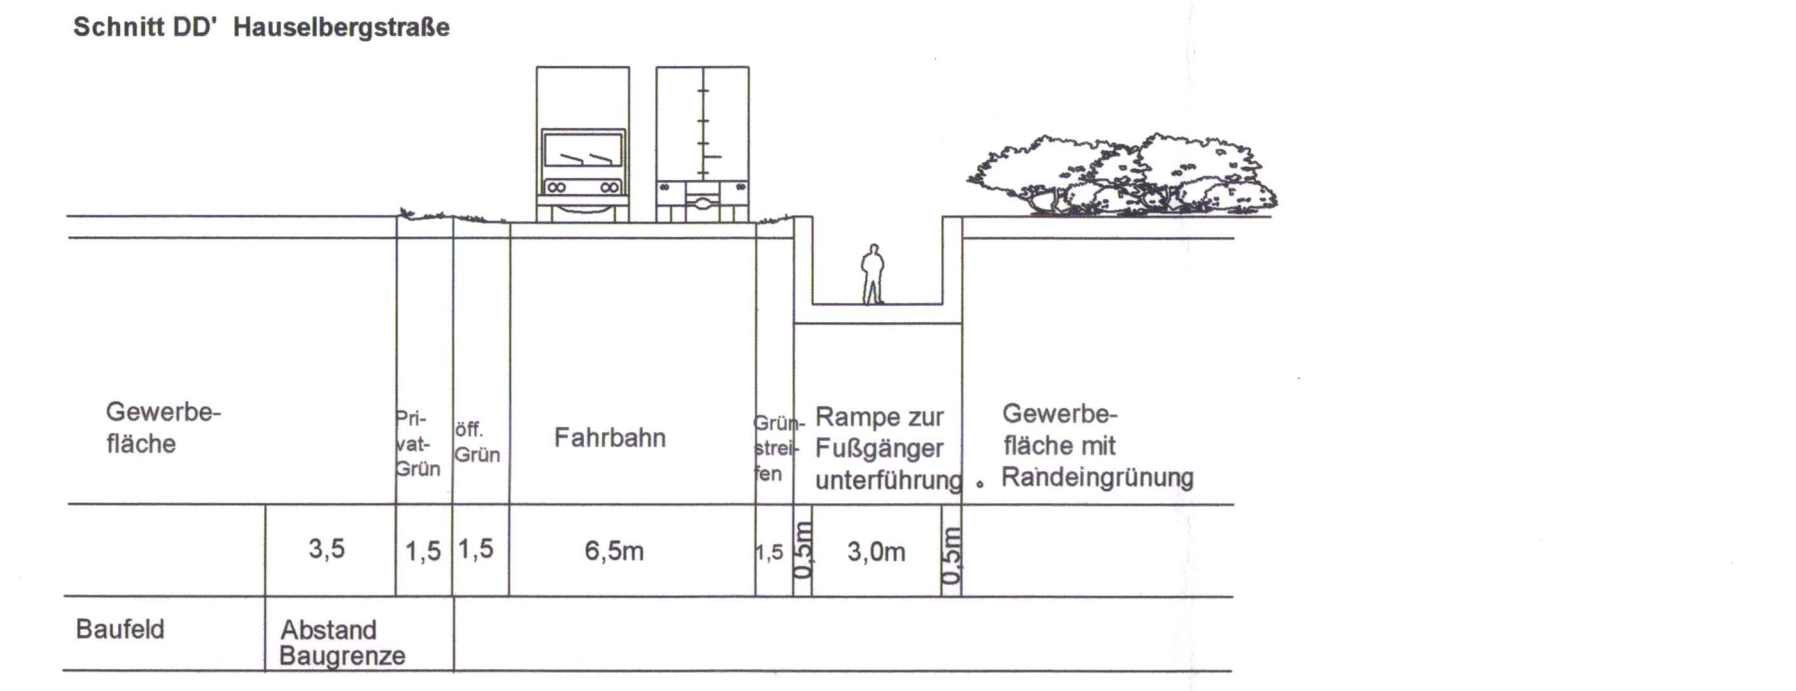 Schnitt DD'  Hauselbergstraße
Gewerbe-
fläche
Pri-
vat-
Grün
öff.
Grün
Fahrbahn
Grün-
strei-
fen
Rampe zur
Fußgänger
unterführung
Gewerbe-
fläche mit
Randeingrünung
3,5
1,5
1,5
6,5m
1,5
0,5m
3,0m
0,5m
Baufeld
Abstand
Baugrenze